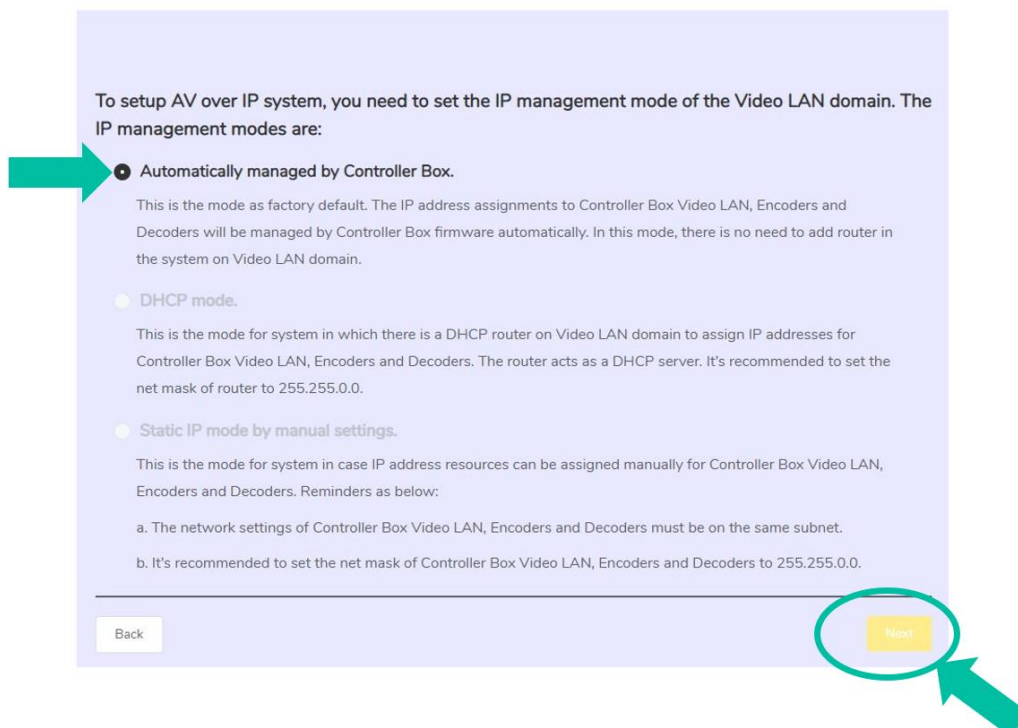 To setup AV over IP system, you need to set the IP management mode of the Video LAN domain. The
IP management modes are:
Automatically managed by Controller Box.
This is the mode as factory default. The IP address assignments to Controller Box Video LAN, Encoders and
Decoders will be managed by Controller Box firmware automatically. In this mode, there is no need to add router in
the system on Video LAN domain.
DHCP mode.
This is the mode for system in which there is a DHCP router on Video LAN domain to assign IP addresses for
Controller Box Video LAN, Encoders and Decoders. The router acts as a DHCP server. It's recommended to set the
net mask of router to 255.255.0.0.
Static IP mode by manual settings.
This is the mode for system in case IP address resources can be assigned manually for Controller Box Video LAN,
Encoders and Decoders. Reminders as below:
a. The network settings of Controller Box Video LAN, Encoders and Decoders must be on the same subnet.
b. It's recommended to set the net mask of Controller Box Video LAN, Encoders and Decoders to 255.255.0.0.
Back
Next